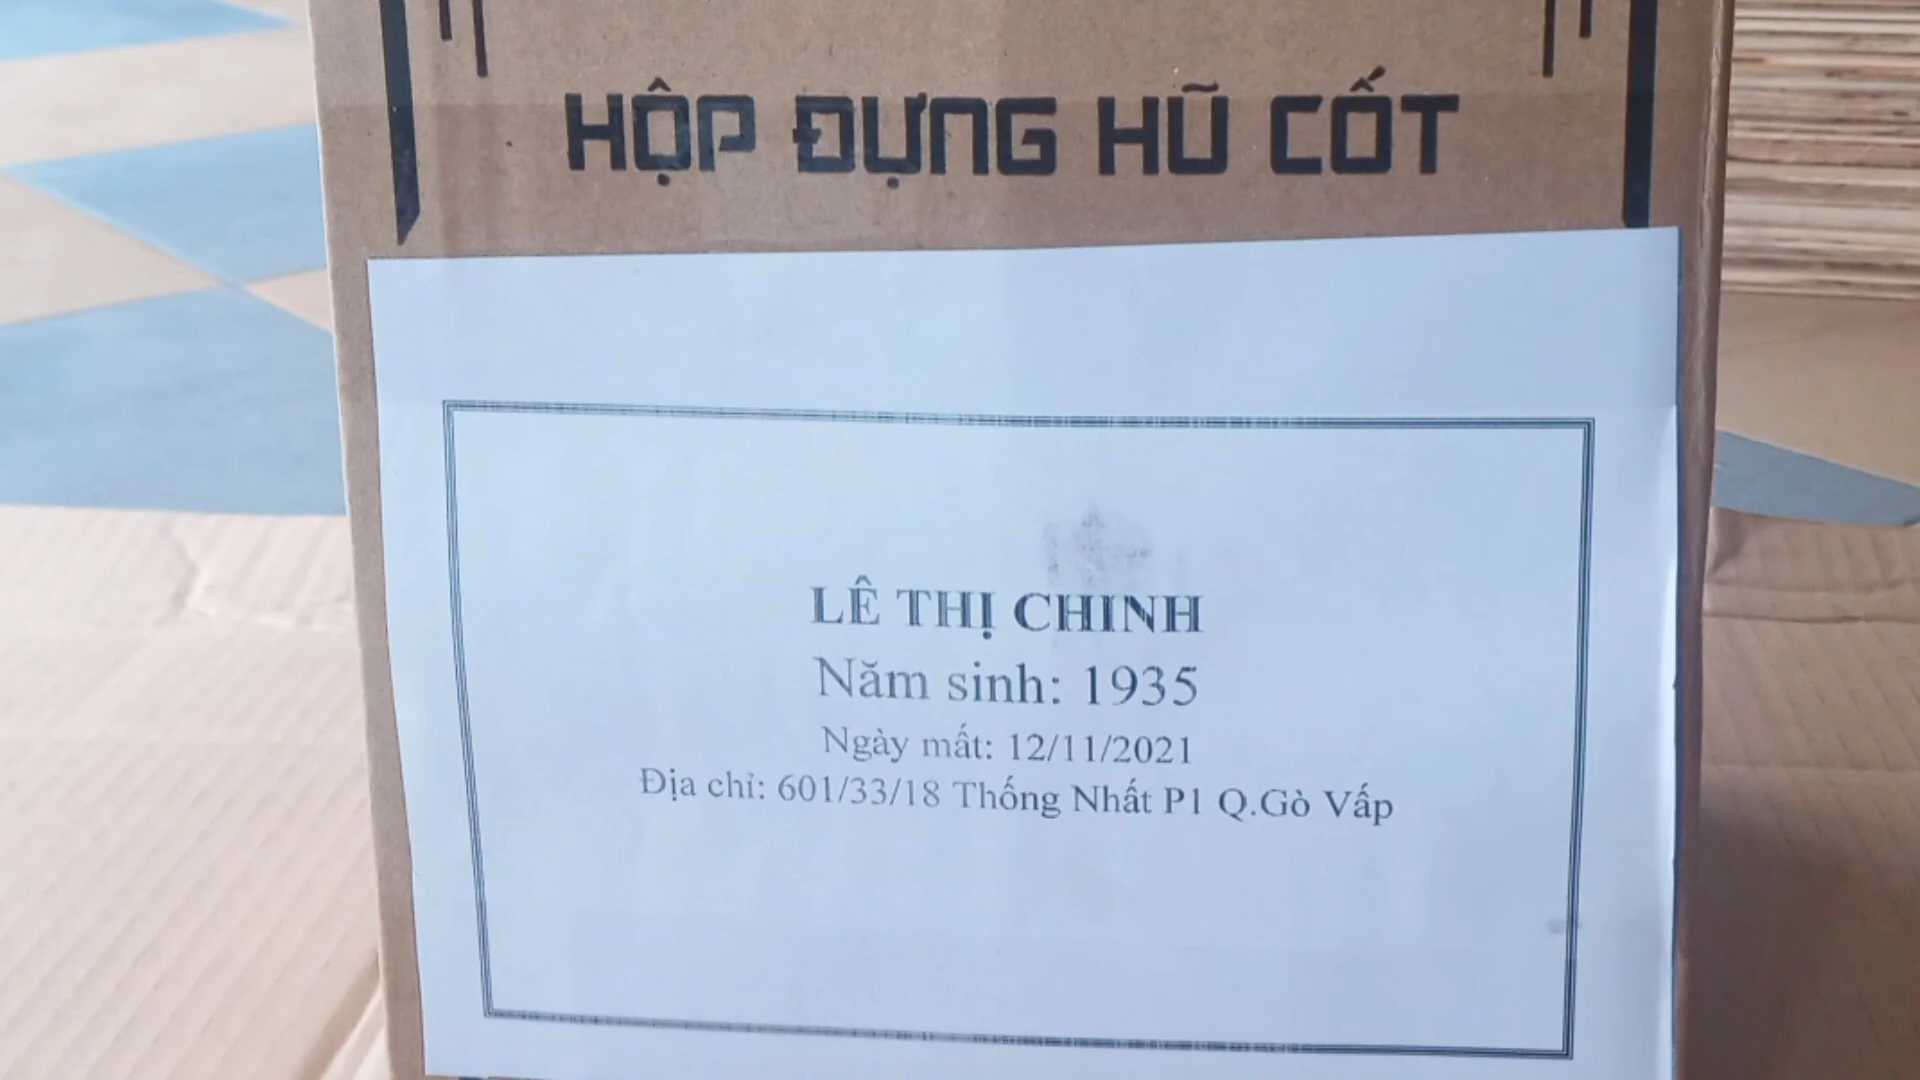 HỘP ĐỰNG HŨ CỐT
LÊ THỊ CHINH
Năm sinh: 1935
Ngày mất: 12/11/2021
Địa chỉ: 601/33/18 Thống Nhất P1 Q.Gò Vấp